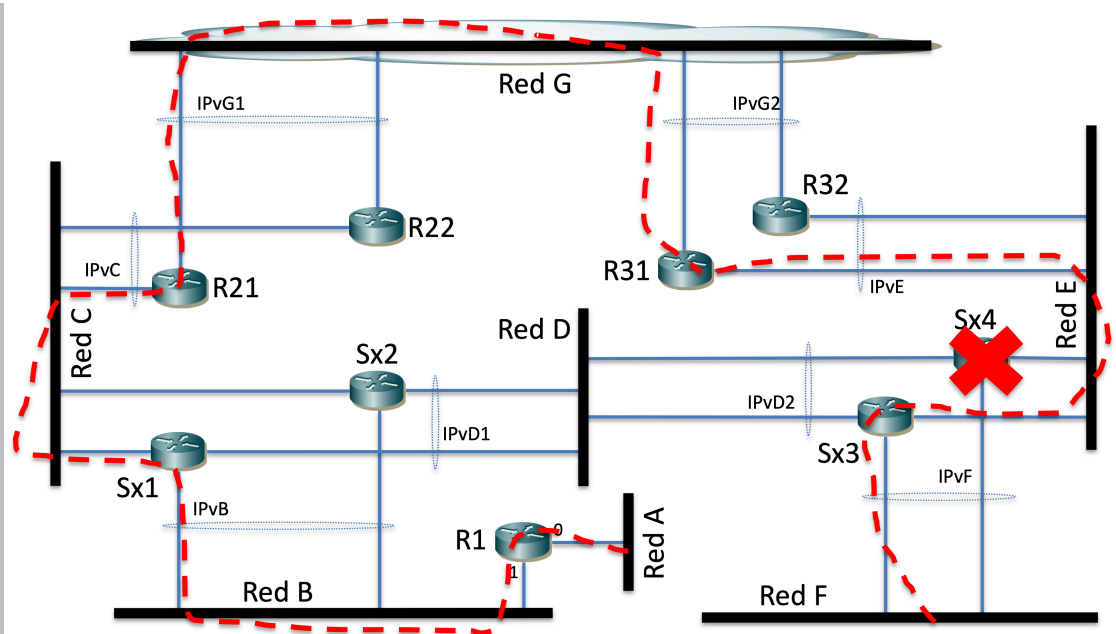 Red G
IPvG1
IPvG2
R32
R22
R31
IPvC
R21
IPvE
Red C
Red D
Red E
Sx4
Sx2
IPvD2
IPvD1
Sx3
Sx1
IPvF
IPvB
R1
0
1
Red A
Red B
Red F